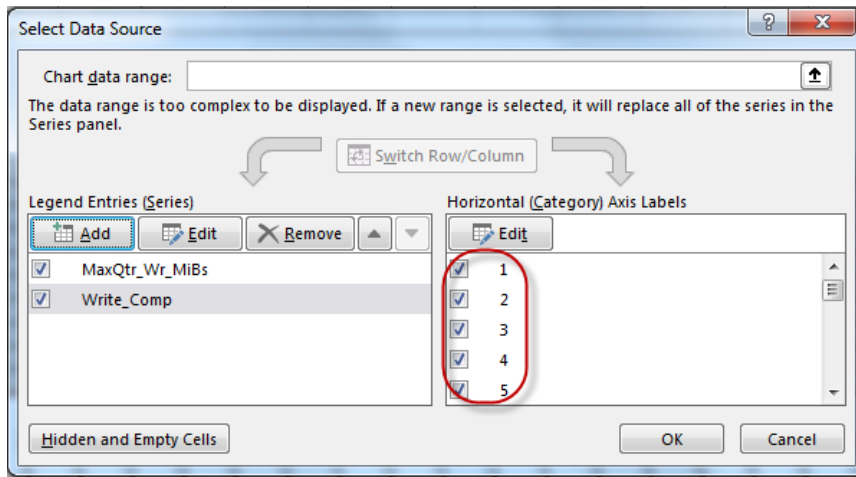 Select Data Source
? X
Chart data range:
The data range is too complex to be displayed. If a new range is selected, it will replace all of the series in the
Series panel.
Switch Row/Column
Legend Entries (Series)
Add Edit Remove
MaxQtr_Wr_MiBs
Write_Comp
Horizontal (Category) Axis Labels
Edit
1
2
3
4
5
Hidden and Empty Cells
OK Cancel